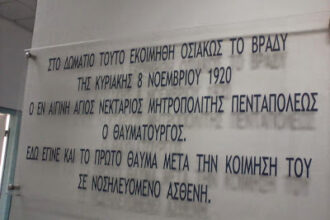 ΣΤΟ ΔΩΜΑΤΙΟ ΤΟΥΤΟ ΕΚΟΙΜΗΘΗ ΟΣΙΑΚΩΣ ΤΟ ΒΡΑΔΥ
ΤΗΣ ΚΥΡΙΑΚΗΣ 8 ΝΟΕΜΒΡΙΟΥ 1920
Ο ΕΝ ΑΙΓΙΝΗ ΑΓΙΟΣ ΝΕΚΤΑΡΙΟΣ ΜΗΤΡΟΠΟΛΙΤΗΣ ΠΕΝΤΑΠΟΛΕΩΣ
Ο ΘΑΥΜΑΤΟΥΡΓΟΣ.
ΕΔΩ ΕΓΙΝΕ ΚΑΙ ΤΟ ΠΡΩΤΟ ΘΑΥΜΑ ΜΕΤΑ ΤΗΝ ΚΟΙΜΗΣΗ ΤΟΥ
ΣΕ ΝΟΣΗΛΕΥΟΜΕΝΟ ΑΣΘΕΝΗ.